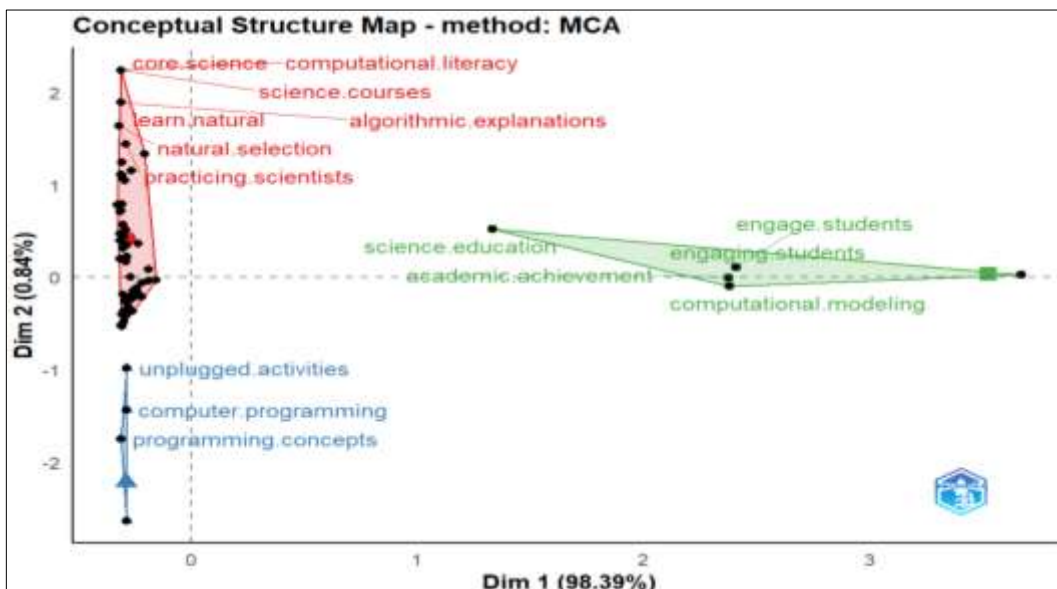 Conceptual Structure Map - method: MCA
core.science computational.literacy
science.courses
learn.natural
algorithmic.explanations
natural.selection
practicing.scientists
engage.students
science.education
engaging.students
academic.achievement
computational.modeling
unplugged.activities
computer.programming
programming.concepts
2
1
0
-1
-2
Dim 2 (0.84%)
0 1 2 3
Dim 1 (98.39%)